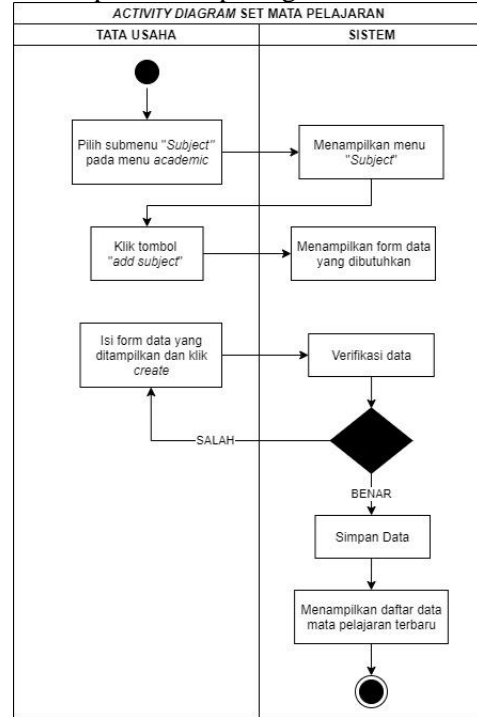 ACTIVITY DIAGRAM SET MATA PELAJARAN
TATA USAHA
SISTEM
Pilih submenu "Subject"
pada menu academic
Menampilkan menu
"Subject"
Klik tombol
"add subject"
Menampilkan form data
yang dibutuhkan
Isi form data yang
ditampilkan dan klik
create
Verifikasi data
SALAH
BENAR
Simpan Data
Menampilkan daftar data
mata pelajaran terbaru